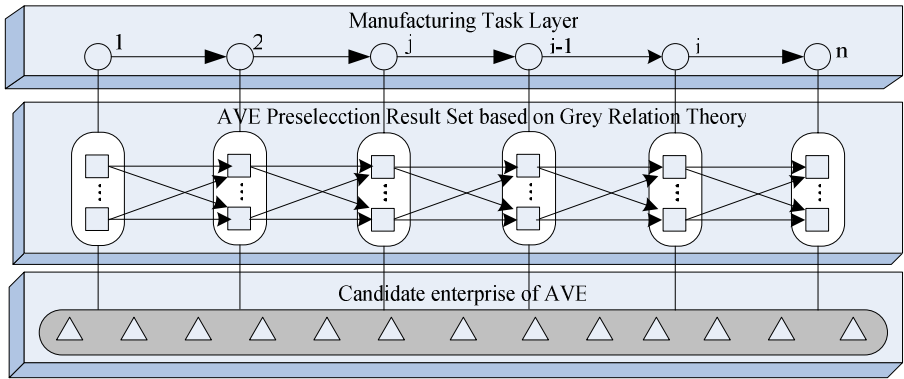 Manufacturing Task Layer
1 2 j i-1 i n
AVE Preselecction Result Set based on Grey Relation Theory
Candidate enterprise of AVE